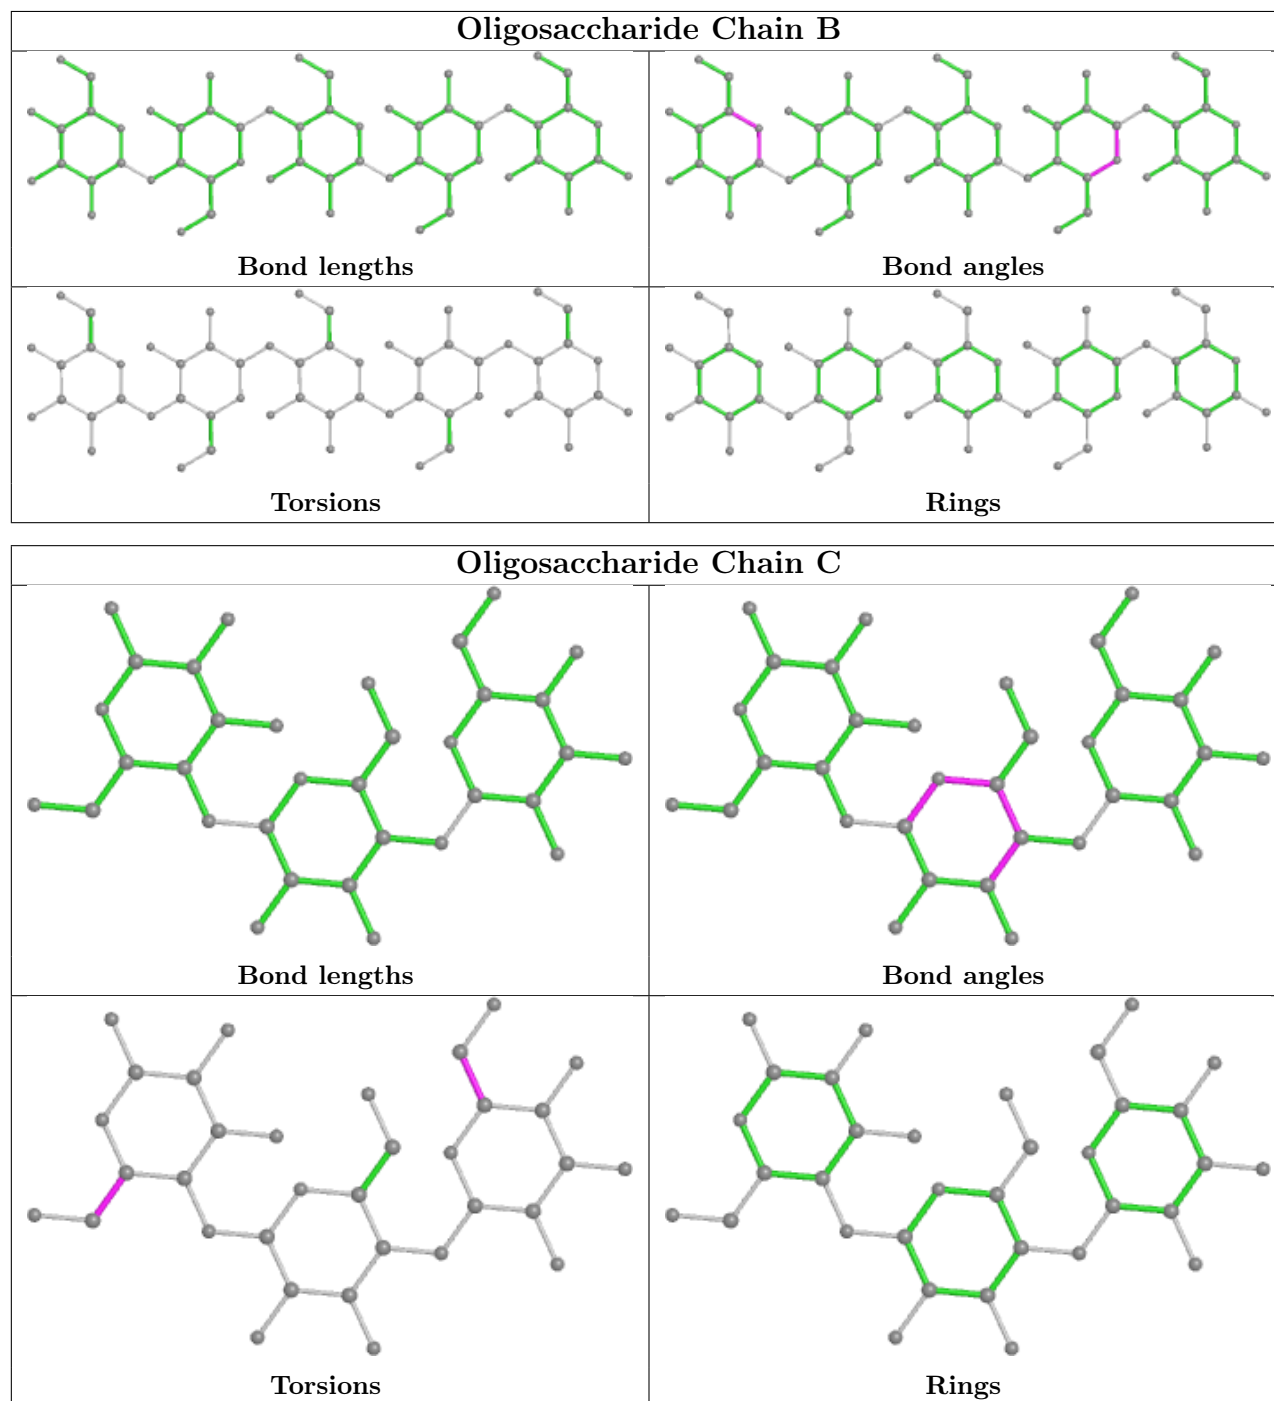 Oligosaccharide Chain B
Bond lengths
Bond angles
Torsions
Rings
Oligosaccharide Chain C
Bond lengths
Bond angles
Torsions
Rings